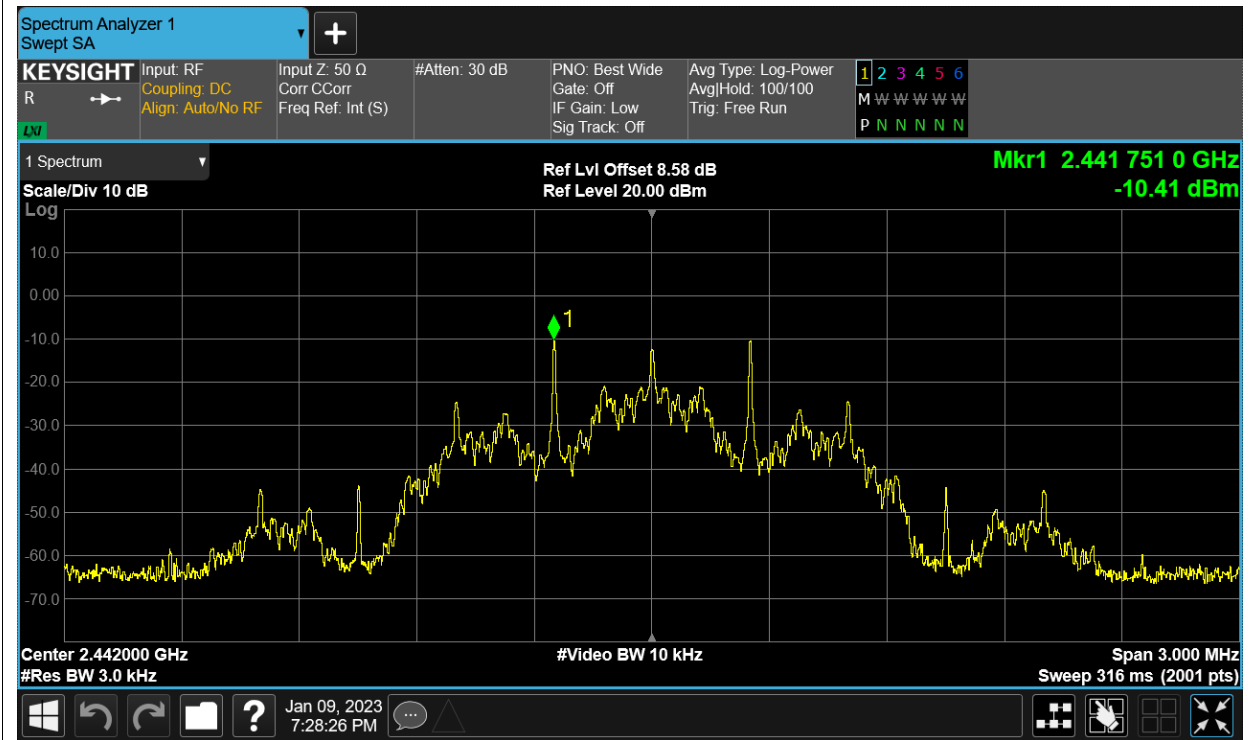 Spectrum Analyzer 1
Swept SA
+
KEYSIGHT
R
LXI
Input: RF
Coupling: DC
Align: Auto/No RF
Input Z: 50 Ω
Corr CCorr
Freq Ref: Int (S)
#Atten: 30 dB
PNO: Best Wide
Gate: Off
IF Gain: Low
Sig Track: Off
Avg Type: Log-Power
Avg|Hold: 100/100
Trig: Free Run
1 2 3 4 5 6
M W W W W W
P N N N N N
1 Spectrum
Scale/Div 10 dB
Log
Ref Lvl Offset 8.58 dB
Ref Level 20.00 dBm
Mkr1 2.441 751 0 GHz
-10.41 dBm
10.0
0.00
-10.0
-20.0
-30.0
-40.0
-50.0
-60.0
-70.0
1
Center 2.442000 GHz
#Res BW 3.0 kHz
#Video BW 10 kHz
Span 3.000 MHz
Sweep 316 ms (2001 pts)
?
Jan 09, 2023
7:28:26 PM